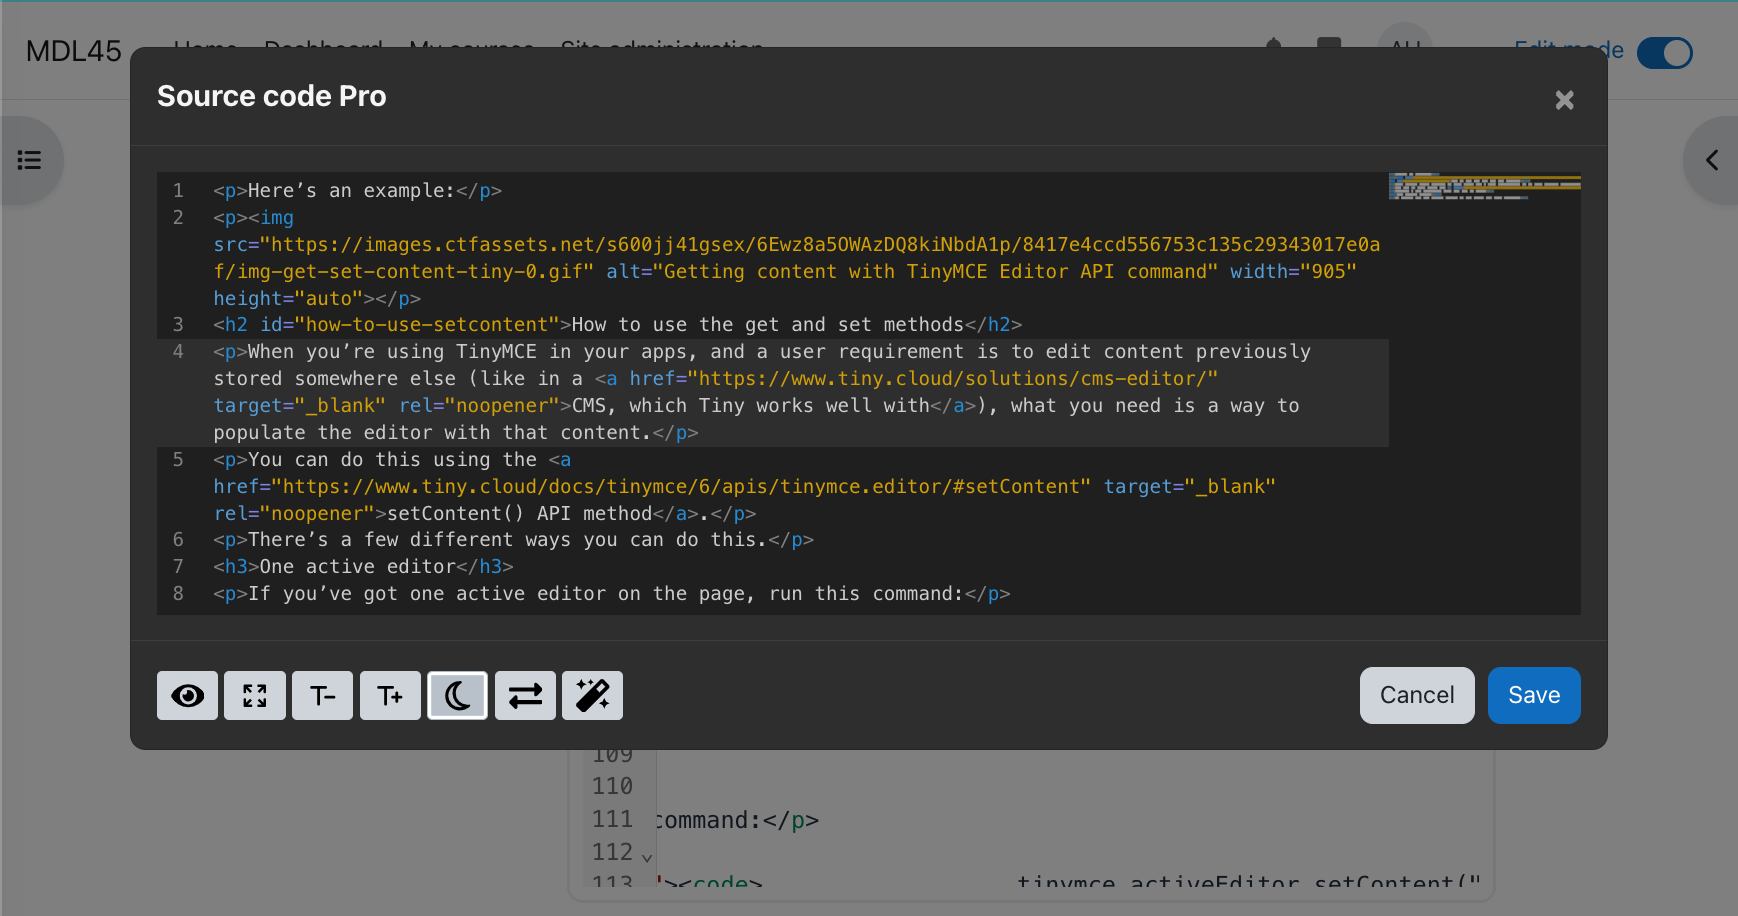 MDL45 Home Dashboard My courses Site administration AU Edit mode
Source code Pro
1 <p>Here’s an example:</p>
2 <p><img
src="https://images.ctfassets.net/s600jj41gsex/6Ewz8a5OWAzDQ8kiNbdA1p/8417e4ccd556753c135c29343017e0a
f/img-get-set-content-tiny-0.gif" alt="Getting content with TinyMCE Editor API command" width="905"
height="auto"></p>
3 <h2 id="how-to-use-setcontent">How to use the get and set methods</h2>
4 <p>When you’re using TinyMCE in your apps, and a user requirement is to edit content previously
stored somewhere else (like in a <a href="https://www.tiny.cloud/solutions/cms-editor/"
target="_blank" rel="noopener">CMS, which Tiny works well with</a>), what you need is a way to
populate the editor with that content.</p>
5 <p>You can do this using the <a
href="https://www.tiny.cloud/docs/tinymce/6/apis/tinymce.editor/#setContent" target="_blank"
rel="noopener">setContent() API method</a>.</p>
6 <p>There’s a few different ways you can do this.</p>
7 <h3>One active editor</h3>
8 <p>If you’ve got one active editor on the page, run this command:</p>
T- T+ Cancel Save
109
110
111 command:</p>
112
113 "><code> tinymce.activeEditor.setContent("